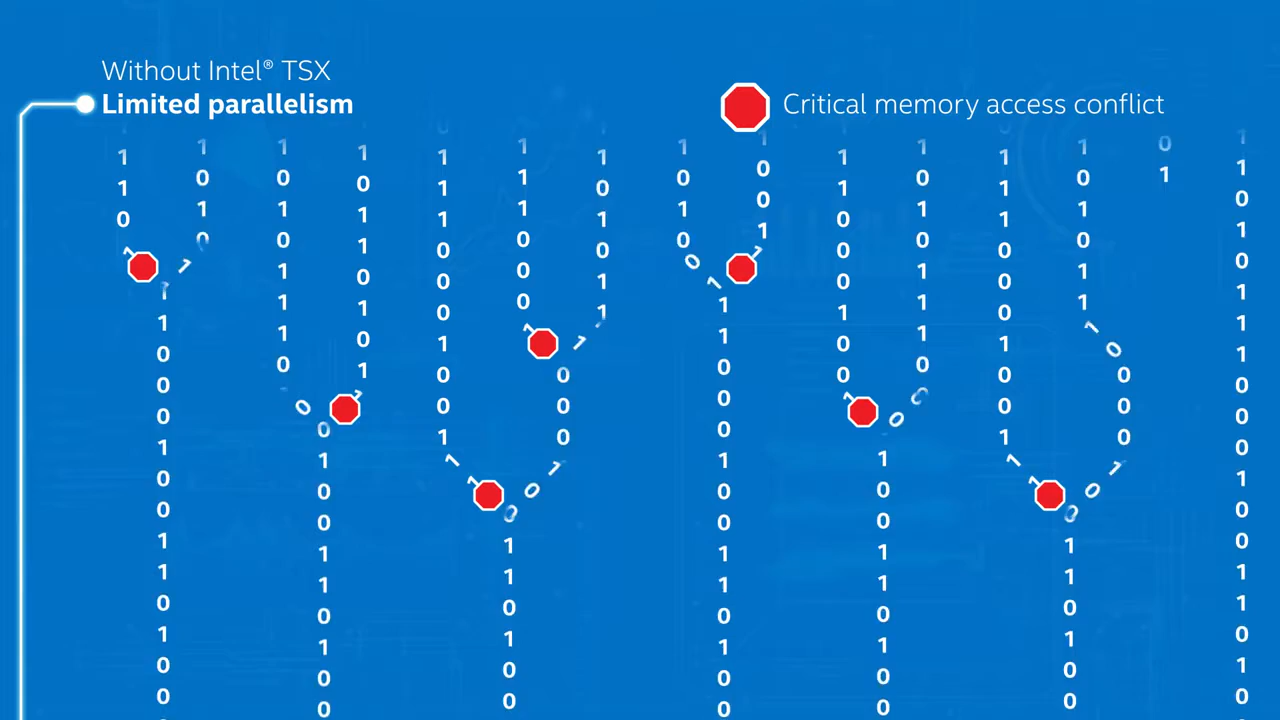 Without Intel® TSX
Limited parallelism
Critical memory access conflict